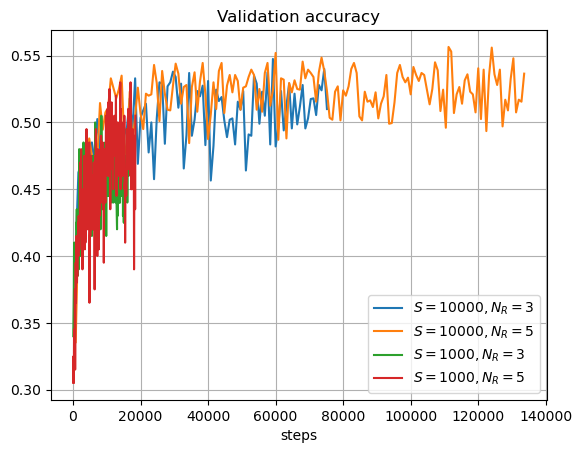 Validation accuracy
0.55
0.50
0.45
0.40
0.35
0.30
S = 10000, N_R = 3
S = 10000, N_R = 5
S = 1000, N_R = 3
S = 1000, N_R = 5
0 20000 40000 60000 80000 100000 120000 140000
steps